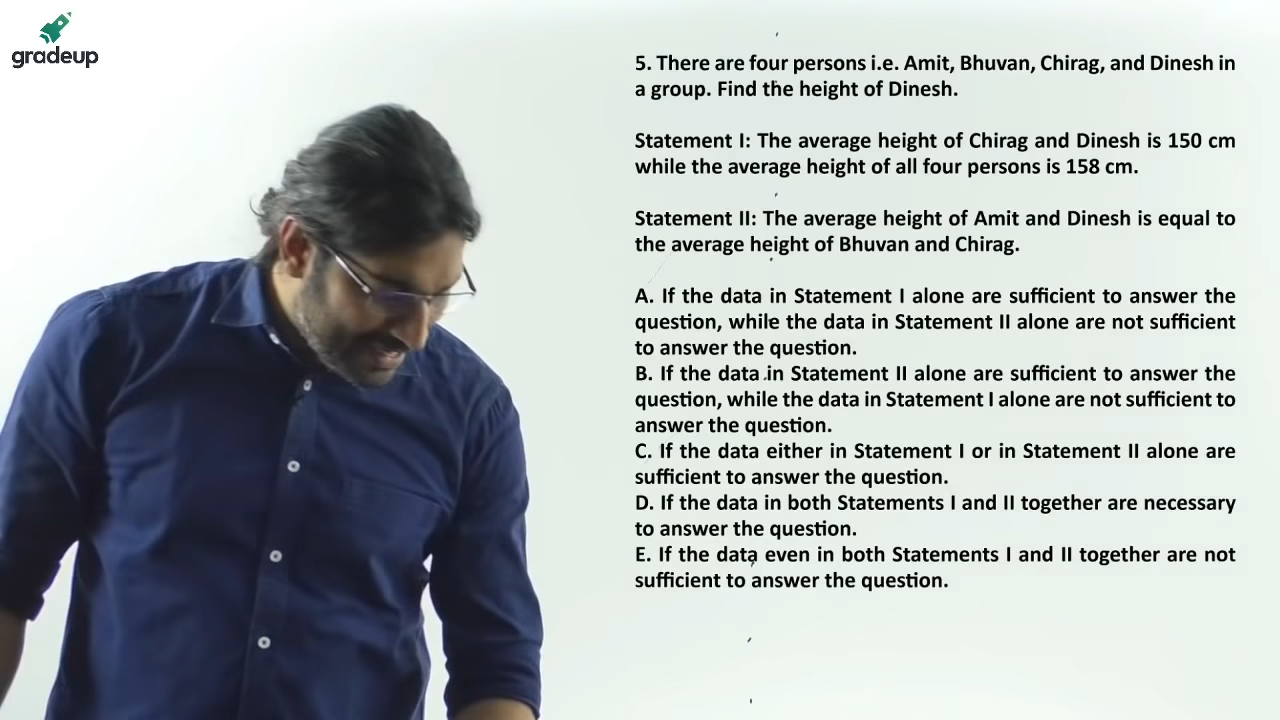 gradeup
5. There are four persons i.e. Amit, Bhuvan, Chirag, and Dinesh in
a group. Find the height of Dinesh.
Statement I: The average height of Chirag and Dinesh is 150 cm
while the average height of all four persons is 158 cm.
Statement II: The average height of Amit and Dinesh is equal to
the average height of Bhuvan and Chirag.
A. If the data in Statement I alone are sufficient to answer the
question, while the data in Statement II alone are not sufficient
to answer the question.
B. If the data in Statement II alone are sufficient to answer the
question, while the data in Statement I alone are not sufficient to
answer the question.
C. If the data either in Statement I or in Statement II alone are
sufficient to answer the question.
D. If the data in both Statements I and II together are necessary
to answer the question.
E. If the data even in both Statements I and II together are not
sufficient to answer the question.